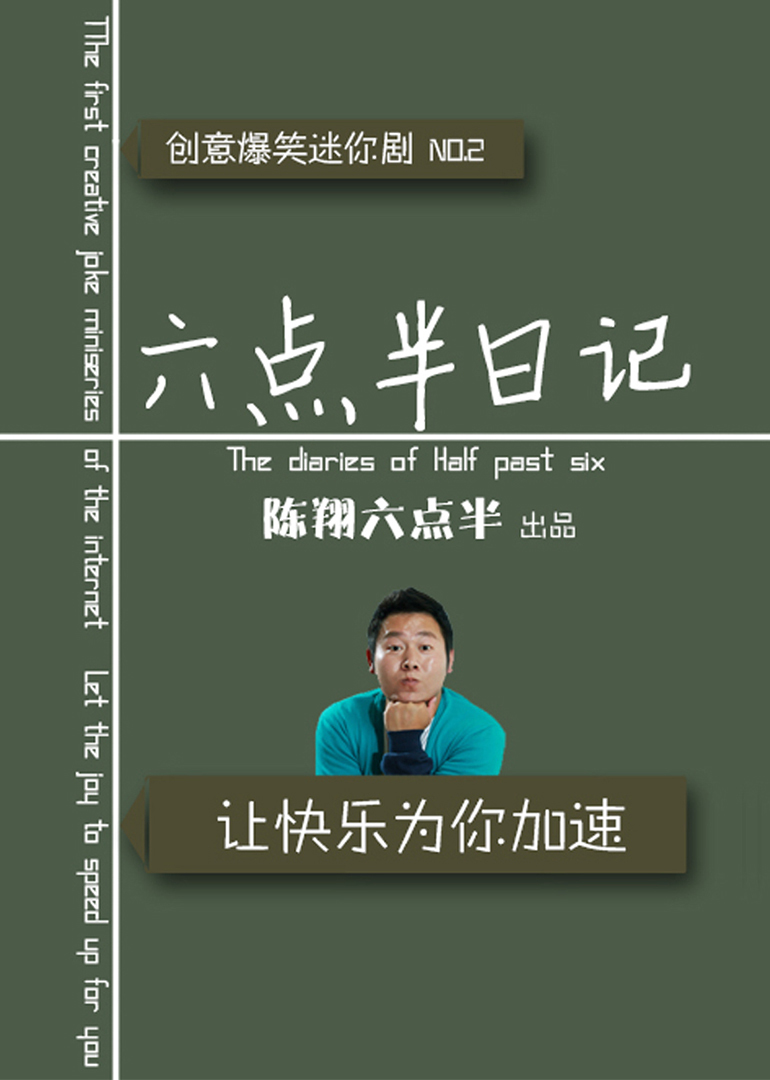 The first creative joke miniseries of the internet Let the joy to speed up for you
创意爆笑迷你剧 NO.2
六点半日记
The diaries of Half past six
陈翔六点半 出品
让快乐为你加速